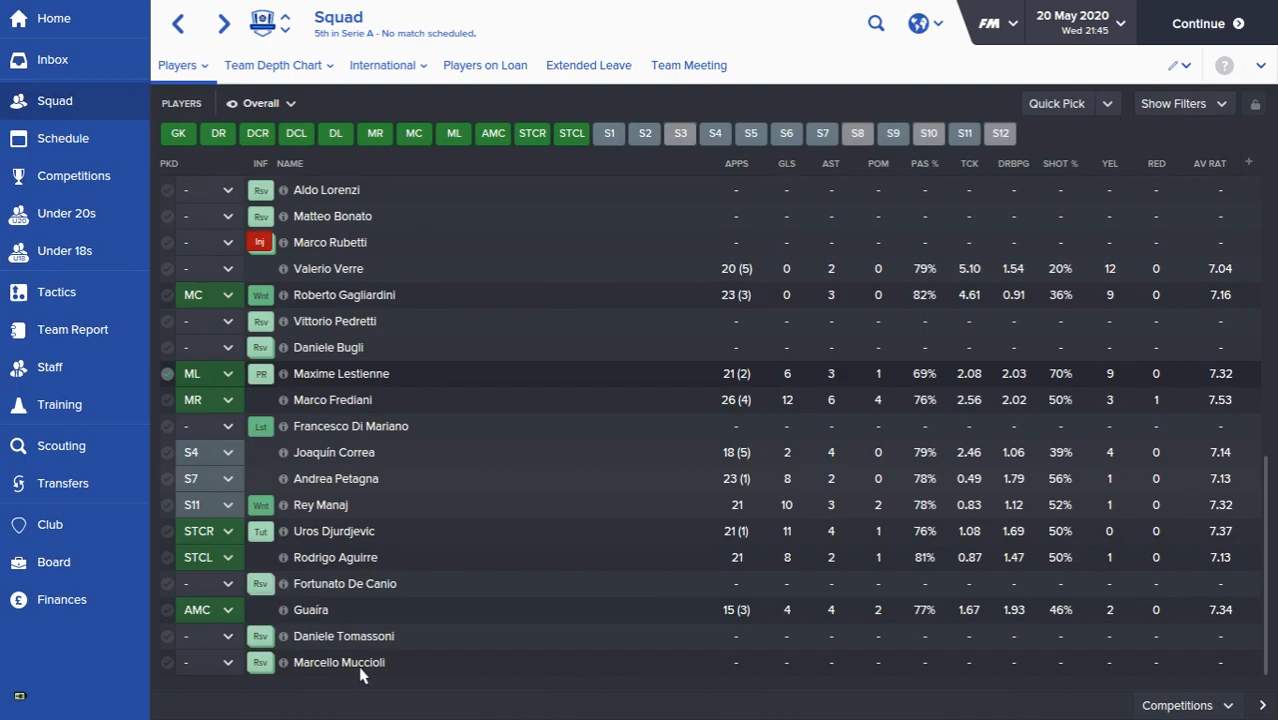 Home
Inbox
Squad
Schedule
Competitions
Under 20s
Under 18s
Tactics
Team Report
Staff
Training
Scouting
Transfers
Club
Board
Finances
Squad
5th in Serie A - No match scheduled.
FM
20 May 2020
Wed 21:45
Continue
Players Team Depth Chart International Players on Loan Extended Leave Team Meeting ?
PLAYERS Overall Quick Pick Show Filters
GK DR DCR DCL DL MR MC ML AMC STCR STCL S1 S2 S3 S4 S5 S6 S7 S8 S9 S10 S11 S12
PKD INF NAME APPS GLS AST POM PAS % TCK DRBPG SHOT % YEL RED AV RAT +
- Rsv Aldo Lorenzi - - - - - - - - - - -
- Rsv Matteo Bonato - - - - - - - - - - -
- Inj Marco Rubetti - - - - - - - - - - -
- Valerio Verre 20 (5) 0 2 0 79% 5.10 1.54 20% 12 0 7.04
MC Wnt Roberto Gagliardini 23 (3) 0 3 0 82% 4.61 0.91 36% 9 0 7.16
- Rsv Vittorio Pedretti - - - - - - - - - - -
- Rsv Daniele Bugli - - - - - - - - - - -
ML PR Maxime Lestienne 21 (2) 6 3 1 69% 2.08 2.03 70% 9 0 7.32
MR Marco Frediani 26 (4) 12 6 4 76% 2.56 2.02 50% 3 1 7.53
- Lst Francesco Di Mariano - - - - - - - - - - -
S4 Joaquín Correa 18 (5) 2 4 0 79% 2.46 1.06 39% 4 0 7.14
S7 Andrea Petagna 23 (1) 8 2 0 78% 0.49 1.79 56% 1 0 7.13
S11 Wnt Rey Manaj 21 10 3 2 78% 0.83 1.12 52% 1 0 7.32
STCR Tut Uros Djurdjevic 21 (1) 11 4 1 76% 1.08 1.69 50% 0 0 7.37
STCL Rodrigo Aguirre 21 8 2 1 81% 0.87 1.47 50% 1 0 7.13
- Rsv Fortunato De Canio - - - - - - - - - - -
AMC Guaíra 15 (3) 4 4 2 77% 1.67 1.93 46% 2 0 7.34
- Rsv Daniele Tomassoni - - - - - - - - - - -
- Rsv Marcello Muccioli - - - - - - - - - - -
Competitions